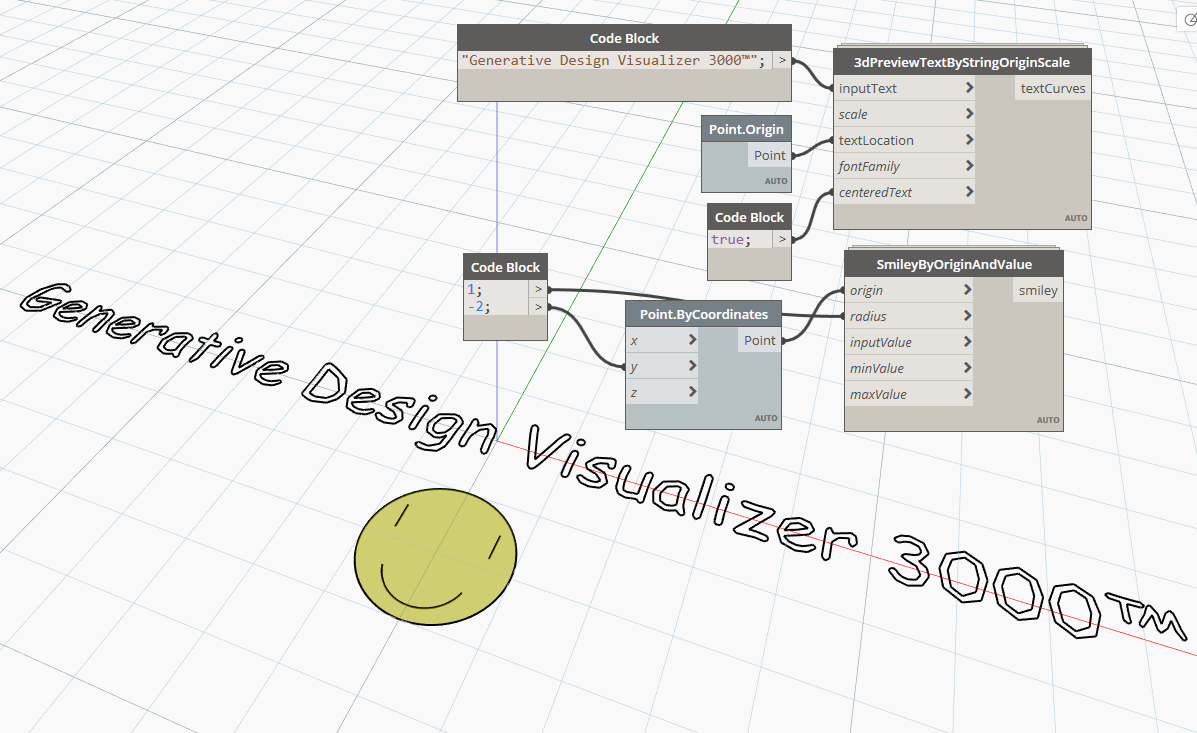 Code Block
"Generative Design Visualizer 3000™"; >
3dPreviewTextByStringOriginScale
inputText > textCurves
scale >
textLocation >
fontFamily >
centeredText >
AUTO
Point.Origin
Point
AUTO
Code Block
true; >
Code Block
1; >
-2; >
Point.ByCoordinates
x > Point
y >
z >
AUTO
SmileyByOriginAndValue
origin > smiley
radius >
inputValue >
minValue >
maxValue >
AUTO
Generative Design Visualizer 3000™